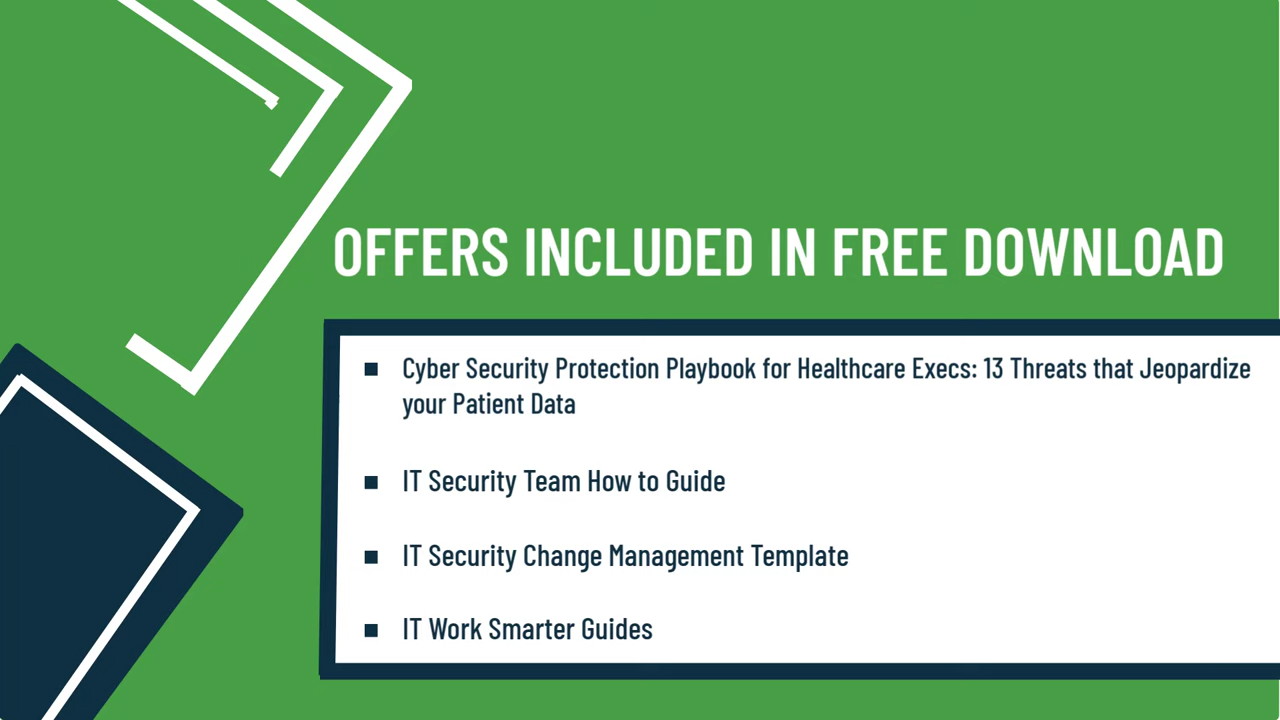 OFFERS INCLUDED IN FREE DOWNLOAD
Cyber Security Protection Playbook for Healthcare Execs: 13 Threats that Jeopardize
your Patient Data
IT Security Team How to Guide
IT Security Change Management Template
IT Work Smarter Guides